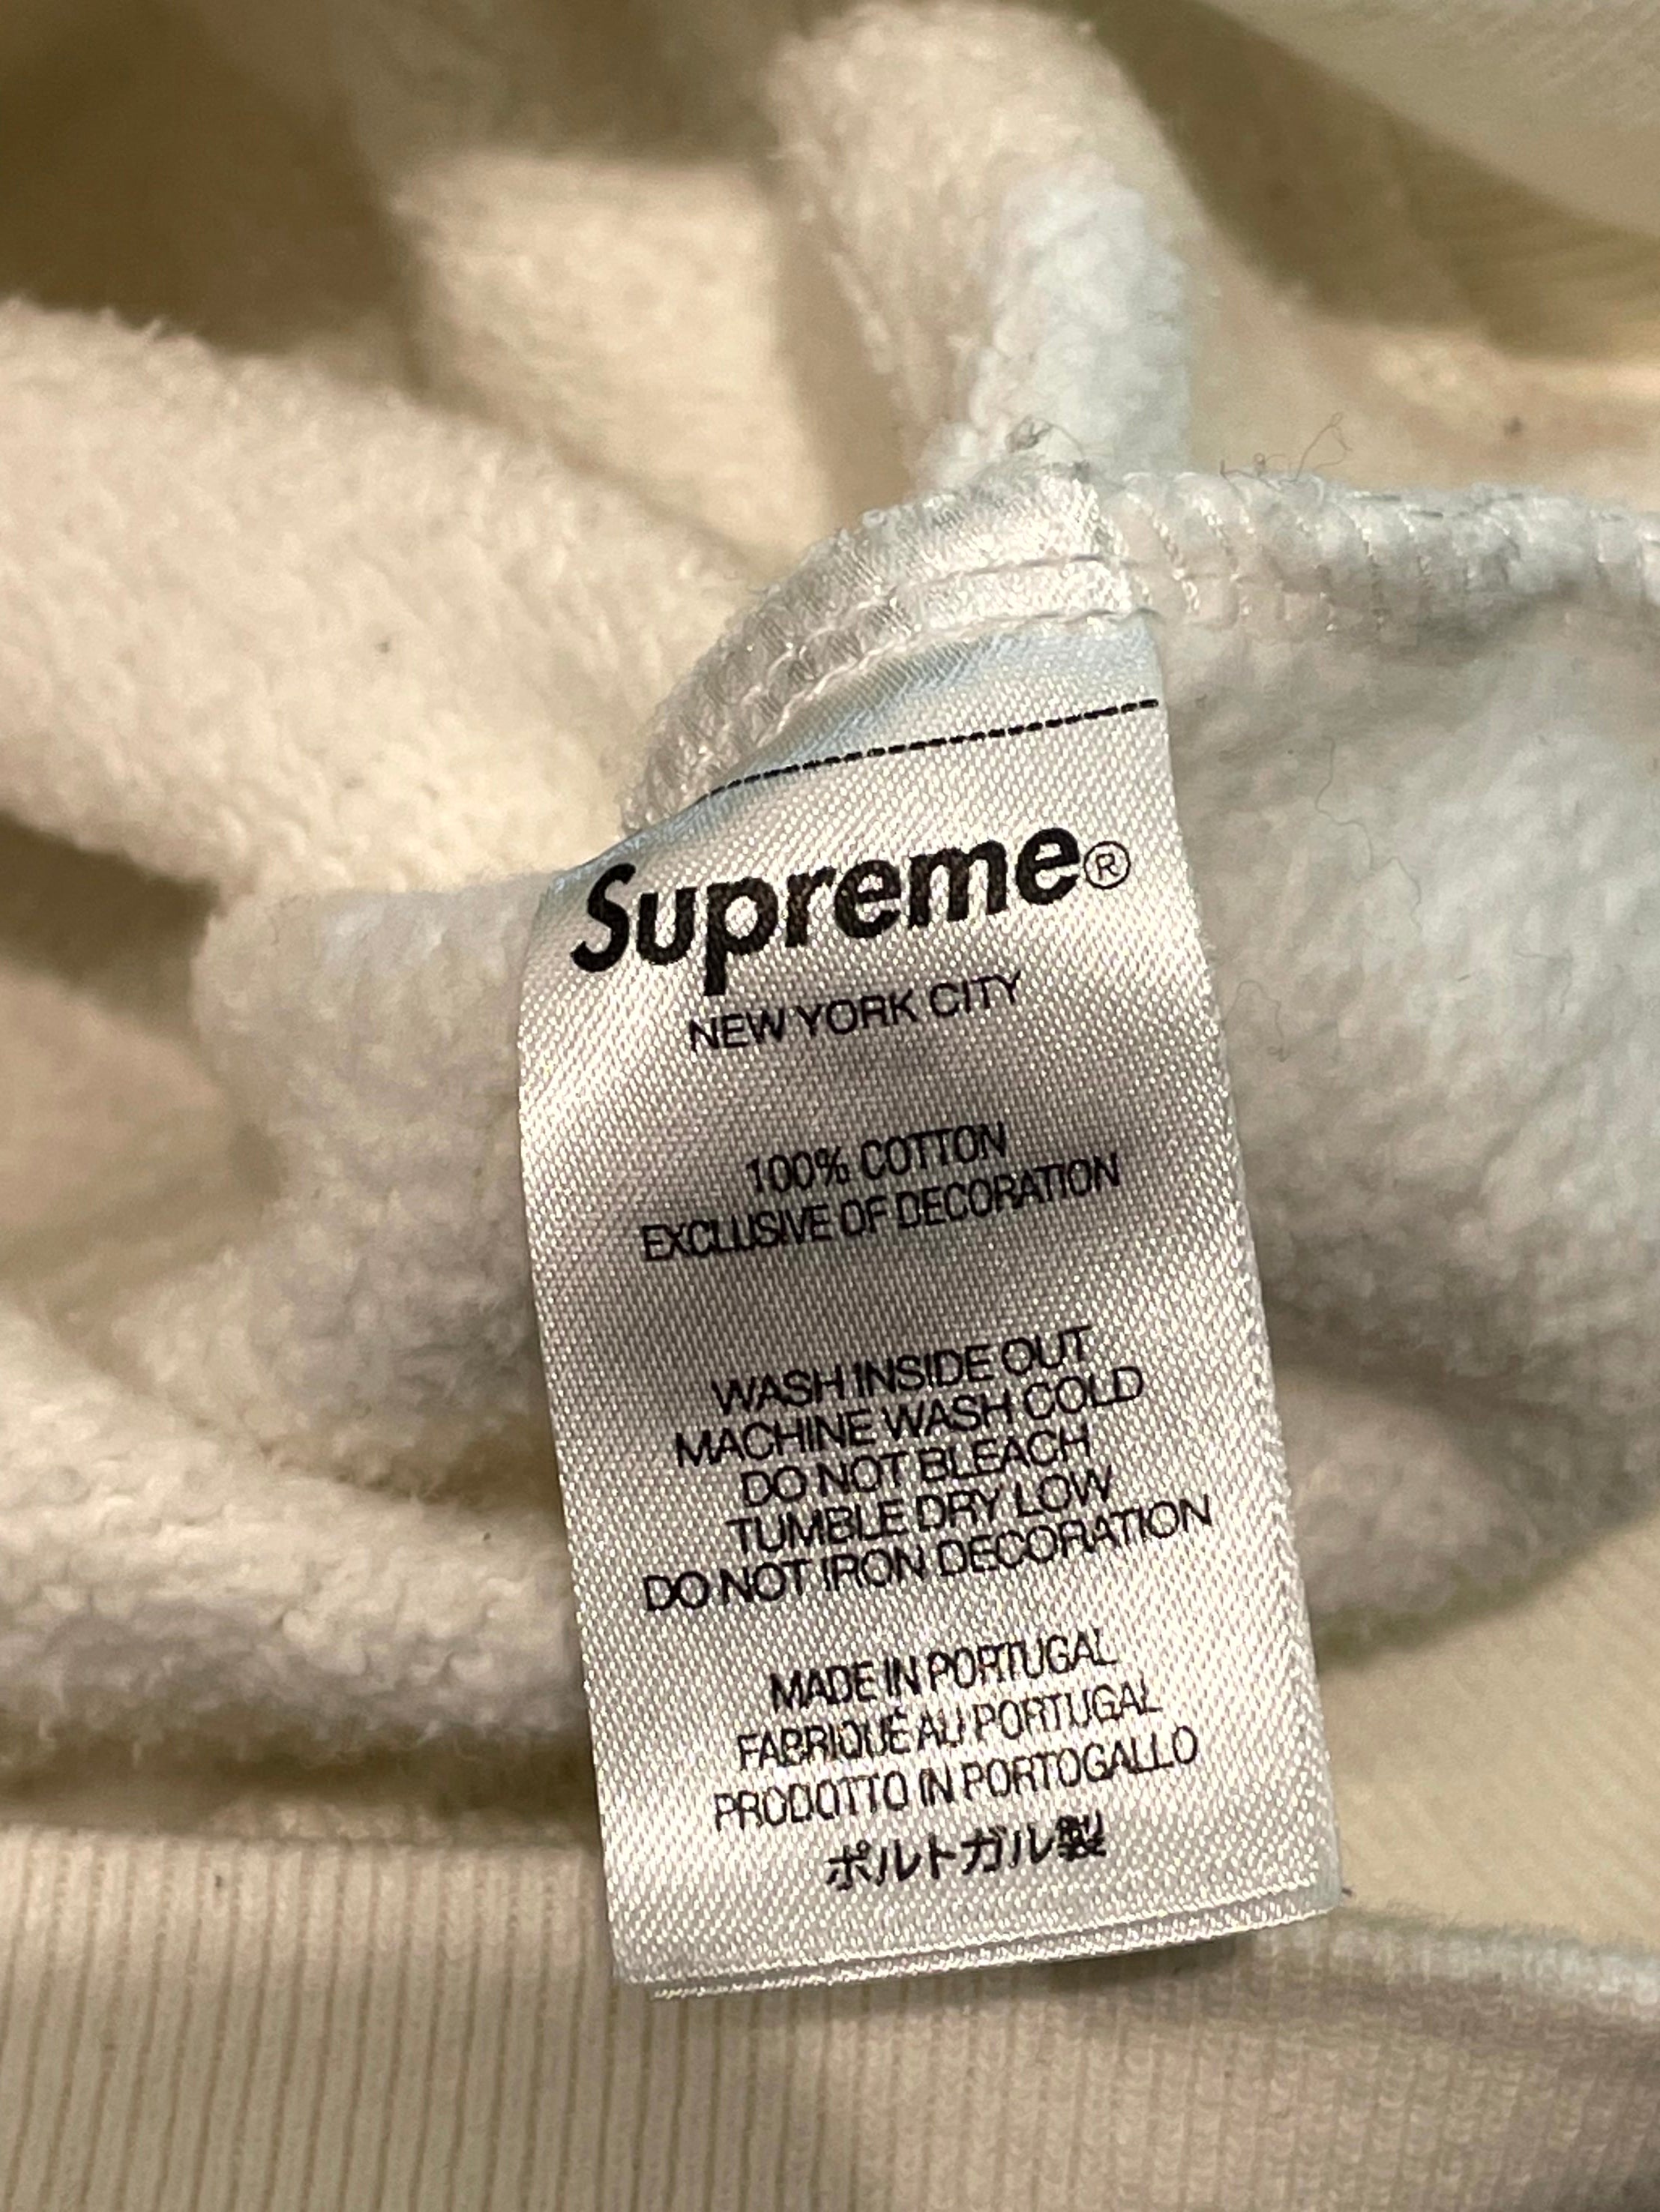 Supreme®
NEW YORK CITY
100% COTTON
EXCLUSIVE OF DECORATION
WASH INSIDE OUT
MACHINE WASH COLD
DO NOT BLEACH
TUMBLE DRY LOW
DO NOT IRON DECORATION
MADE IN PORTUGAL
FABRIQUÉ AU PORTUGAL
PRODOTTO IN PORTOGALLO
ポルトガル製